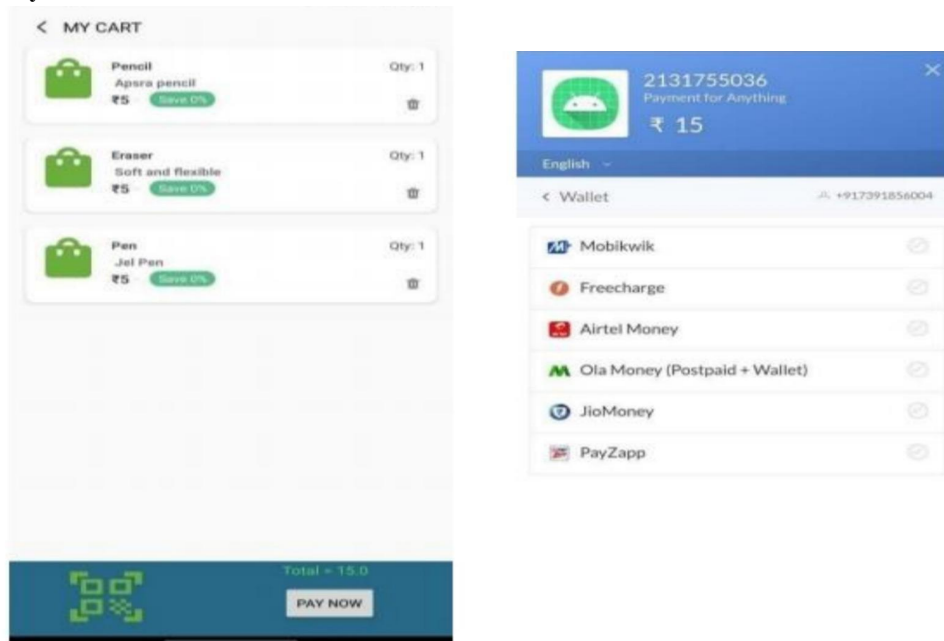 MY CART
Pencil
Qty: 1
Apsra pencil
₹5
Save 0%
Eraser
Qty: 1
Soft and flexible
₹5
Save 0%
Pen
Qty: 1
Jel Pen
₹5
Save 0%
Total = 15.0
PAY NOW
2131755036
Payment for Anything
₹ 15
English
Wallet
+917391856004
Mobikwik
Freecharge
Airtel Money
Ola Money (Postpaid + Wallet)
JioMoney
PayZapp